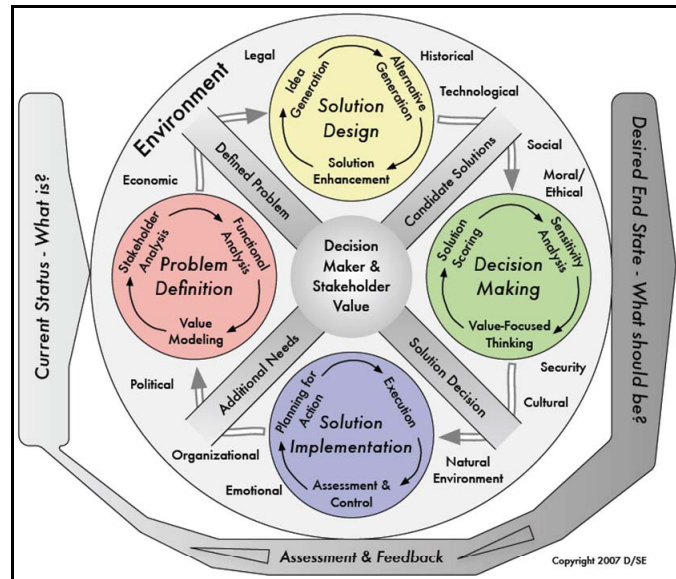 Environment
Legal
Historical
Technological
Social
Moral/
Ethical
Economic
Idea
Generation
Alternative
Generation
Solution
Design
Solution
Enhancement
Defined Problem
Candidate Solutions
Current Status - What is?
Desired End State - What should be?
Stakeholder
Analysis
Functional
Analysis
Problem
Definition
Value
Modeling
Decision
Maker &
Stakeholder
Value
Solution
Scoring
Sensitivity
Analysis
Decision
Making
Value-Focused
Thinking
Additional Needs
Solution Decision
Political
Security
Cultural
Planning for
Action
Execution
Solution
Implementation
Assessment &
Control
Organizational
Emotional
Natural
Environment
Assessment & Feedback
Copyright 2007 D/SE